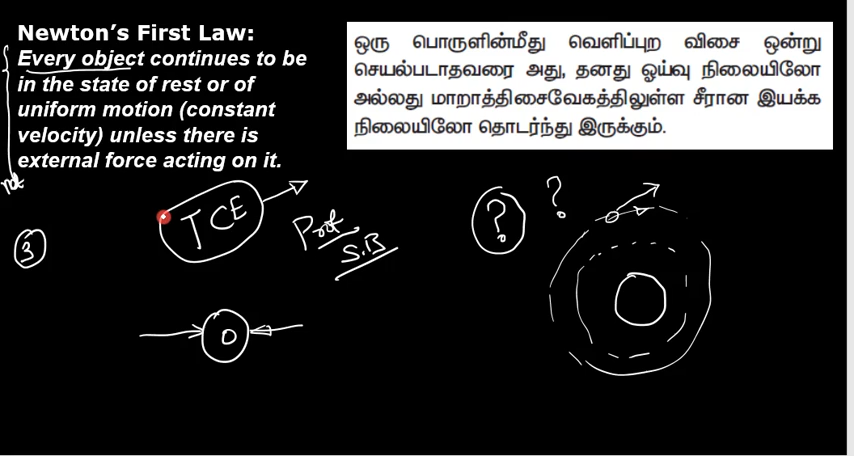 Newton's First Law:
Every object continues to be
in the state of rest or of
uniform motion (constant
velocity) unless there is
external force acting on it.
ஒரு பொருளின்மீது வெளிப்புற விசை ஒன்று
செயல்படாதவரை அது, தனது ஓய்வு நிலையிலோ
அல்லது மாறாத்திசைவேகத்திலுள்ள சீரான இயக்க
நிலையிலோ தொடர்ந்து இருக்கும்.
3
TCE
Prof.
S.B
?
?
0